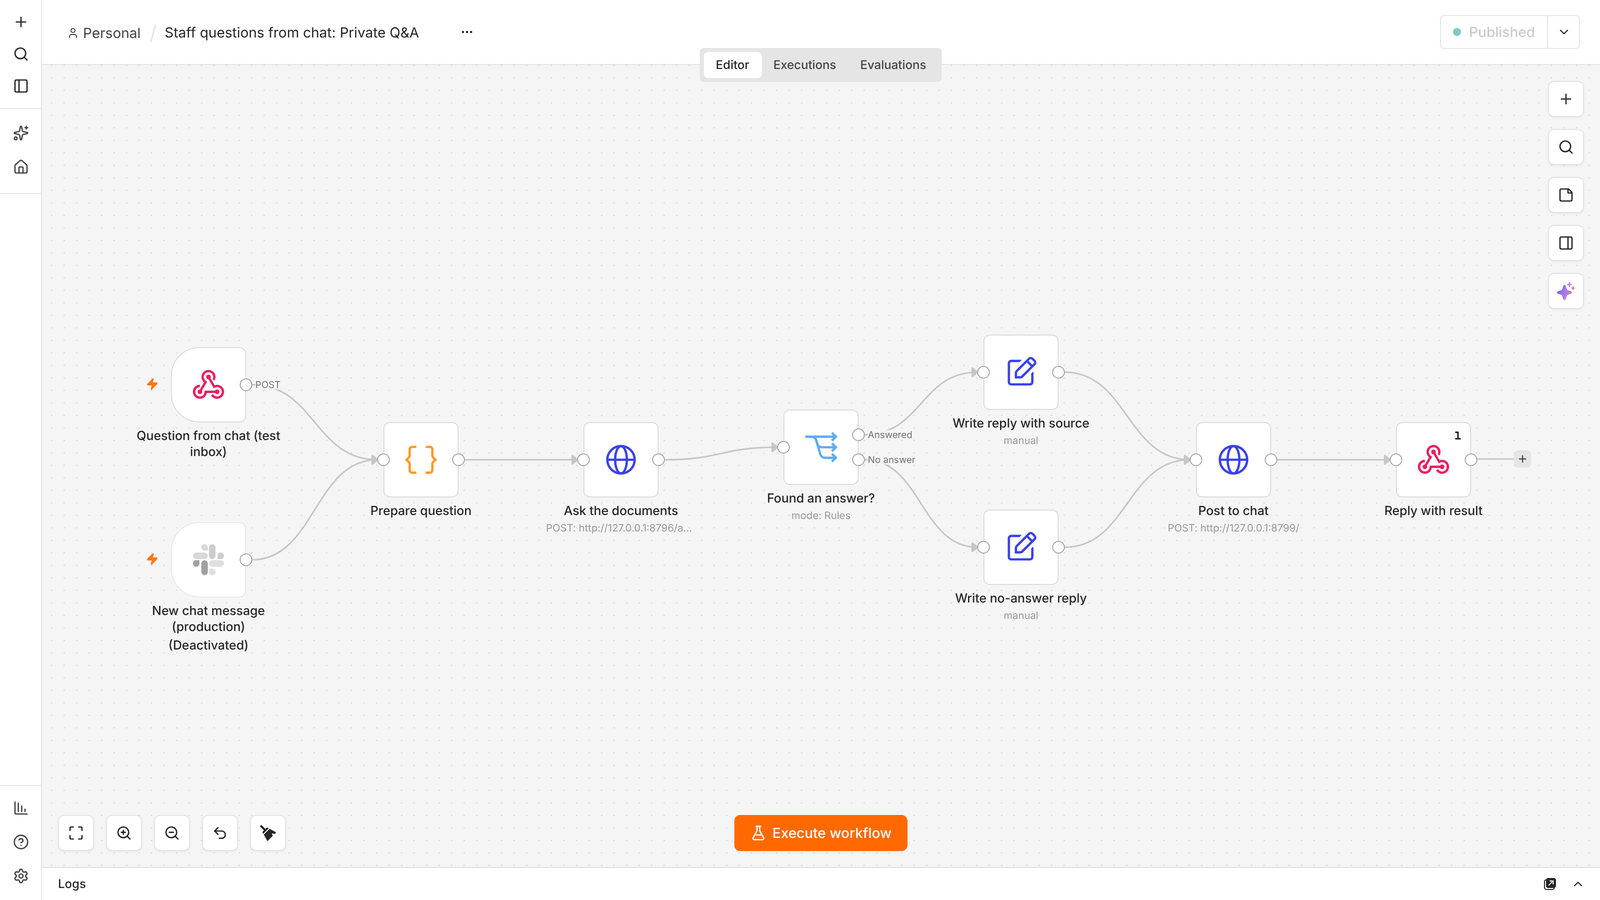 Personal / Staff questions from chat: Private Q&A ...
Published
Editor Executions Evaluations
POST
Question from chat (test
inbox)
New chat message
(production)
(Deactivated)
Prepare question
Ask the documents
POST: http://127.0.0.1:8796/a...
Answered
No answer
Found an answer?
mode: Rules
Write reply with source
manual
Write no-answer reply
manual
Post to chat
POST: http://127.0.0.1:8799/
1
Reply with result
Execute workflow
Logs